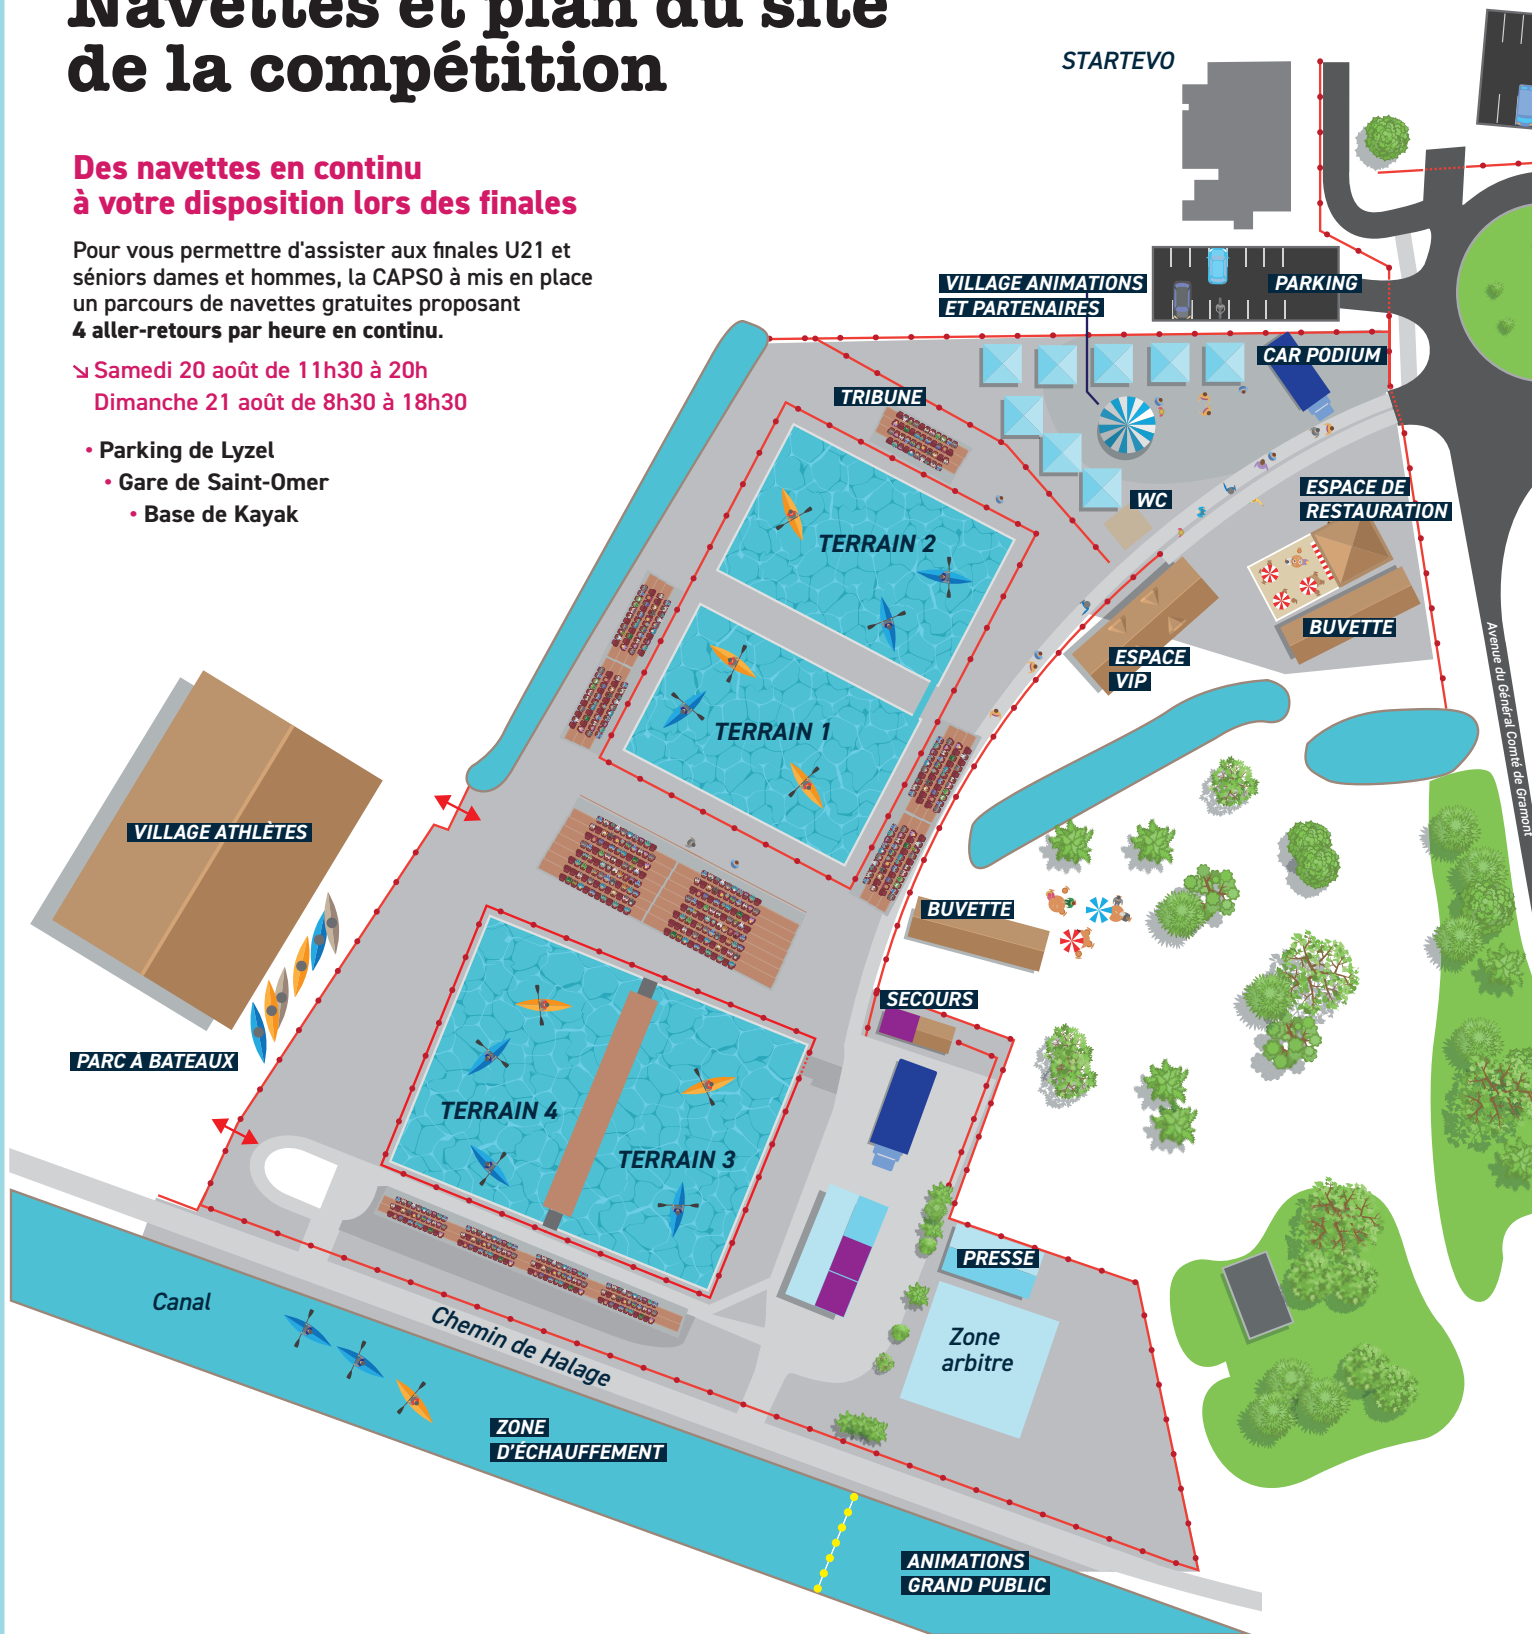 Navettes et plan du site
de la compétition
Des navettes en continu
à votre disposition lors des finales
Pour vous permettre d'assister aux finales U21 et
séniors dames et hommes, la CAPSO à mis en place
un parcours de navettes gratuites proposant
4 aller-retours par heure en continu.
↘ Samedi 20 août de 11h30 à 20h
Dimanche 21 août de 8h30 à 18h30
• Parking de Lyzel
• Gare de Saint-Omer
• Base de Kayak
STARTEVO
VILLAGE ANIMATIONS
ET PARTENAIRES
PARKING
CAR PODIUM
TRIBUNE
WC
ESPACE DE
RESTAURATION
TERRAIN 2
BUVETTE
ESPACE
VIP
Avenue du Général Comté de Gramont
TERRAIN 1
VILLAGE ATHLÈTES
BUVETTE
SECOURS
PARC À BATEAUX
TERRAIN 4
TERRAIN 3
PRESSE
Canal
Chemin de Halage
Zone
arbitre
ZONE
D'ÉCHAUFFEMENT
ANIMATIONS
GRAND PUBLIC